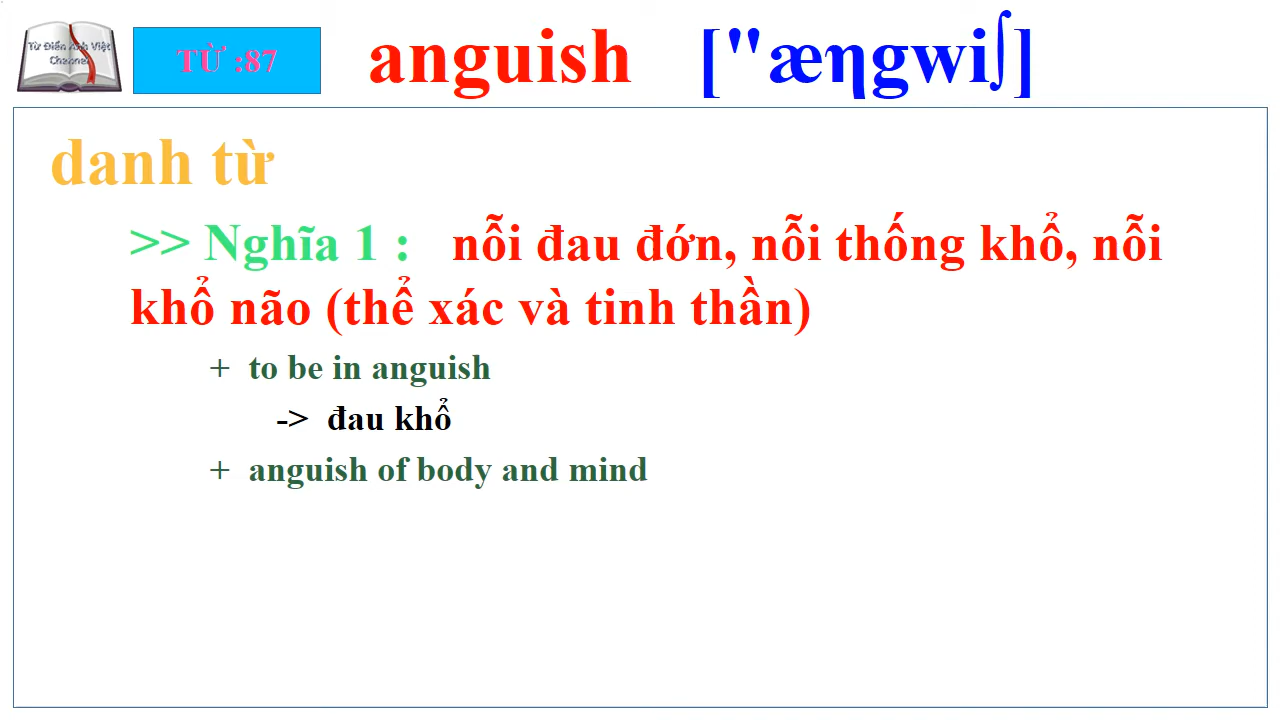 Từ Điển Anh Việt
Channel
TỪ :87
anguish ["æηgwi∫]
danh từ
>> Nghĩa 1 : nỗi đau đớn, nỗi thống khổ, nỗi
khổ não (thể xác và tinh thần)
+ to be in anguish
-> đau khổ
+ anguish of body and mind